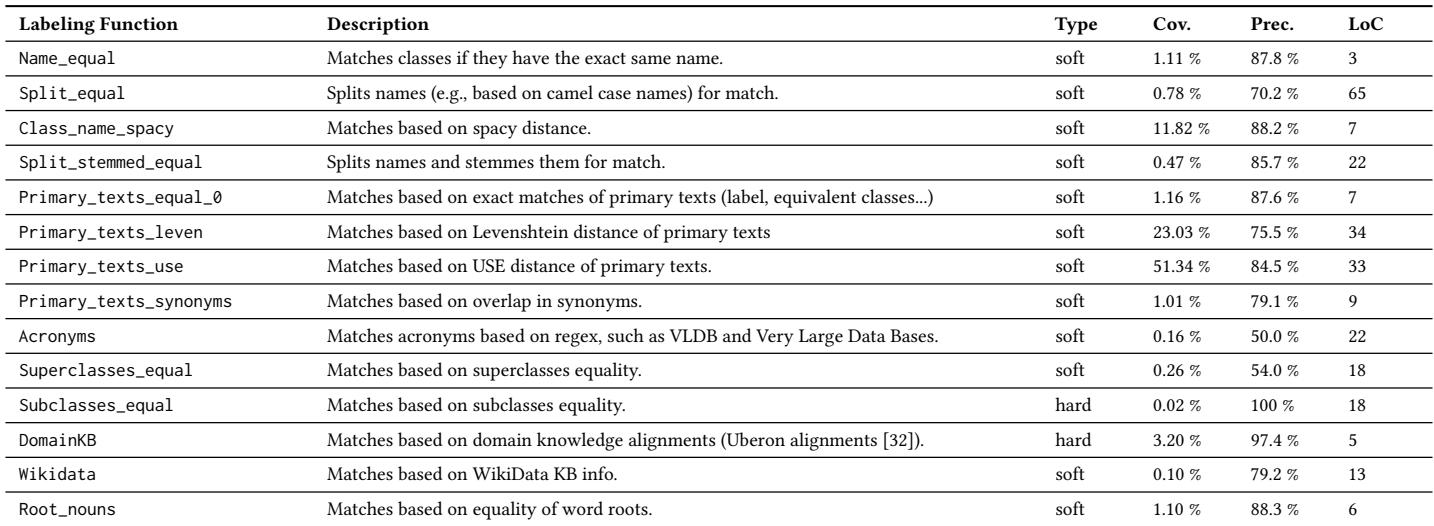 Labeling Function Description Type Cov. Prec. LoC
Name_equal Matches classes if they have the exact same name. soft 1.11 % 87.8 % 3
Split_equal Splits names (e.g., based on camel case names) for match. soft 0.78 % 70.2 % 65
Class_name_spacy Matches based on spacy distance. soft 11.82 % 88.2 % 7
Split_stemmed_equal Splits names and stemmes them for match. soft 0.47 % 85.7 % 22
Primary_texts_equal_0 Matches based on exact matches of primary texts (label, equivalent classes...) soft 1.16 % 87.6 % 7
Primary_texts_leven Matches based on Levenshtein distance of primary texts soft 23.03 % 75.5 % 34
Primary_texts_use Matches based on USE distance of primary texts. soft 51.34 % 84.5 % 33
Primary_texts_synonyms Matches based on overlap in synonyms. soft 1.01 % 79.1 % 9
Acronyms Matches acronyms based on regex, such as VLDB and Very Large Data Bases. soft 0.16 % 50.0 % 22
Superclasses_equal Matches based on superclasses equality. soft 0.26 % 54.0 % 18
Subclasses_equal Matches based on subclasses equality. hard 0.02 % 100 % 18
DomainKB Matches based on domain knowledge alignments (Uberon alignments [32]). hard 3.20 % 97.4 % 5
Wikidata Matches based on WikiData KB info. soft 0.10 % 79.2 % 13
Root_nouns Matches based on equality of word roots. soft 1.10 % 88.3 % 6